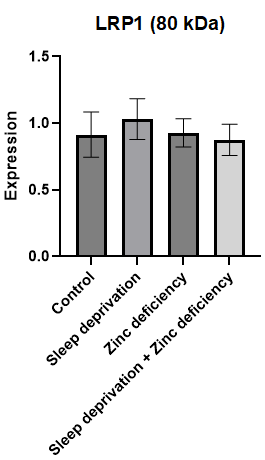 LRP1 (80 kDa)
Expression
1.5
1.0
0.5
0.0
Control
Sleep deprivation
Zinc deficiency
Sleep deprivation + Zinc deficiency